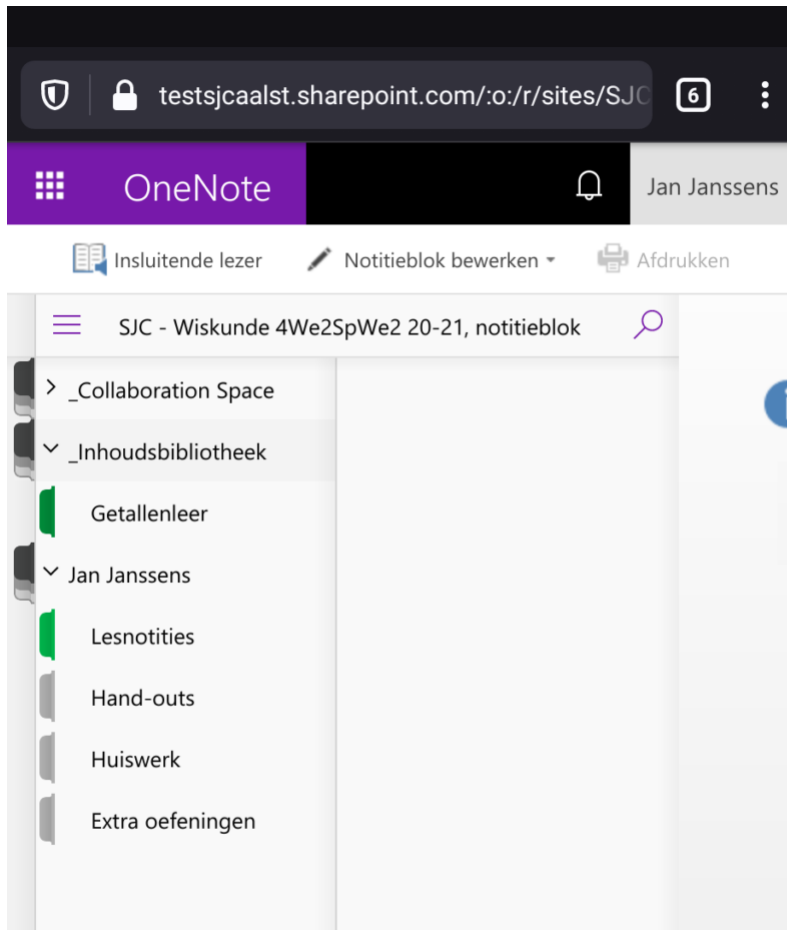 testsjcaalst.sharepoint.com/:o:/r/sites/SJC
6
OneNote
Jan Janssens
Insluitende lezer
Notitieblok bewerken
Afdrukken
SJC - Wiskunde 4We2SpWe2 20-21, notitieblok
_Collaboration Space
_Inhoudsbibliotheek
Getallenleer
Jan Janssens
Lesnotities
Hand-outs
Huiswerk
Extra oefeningen